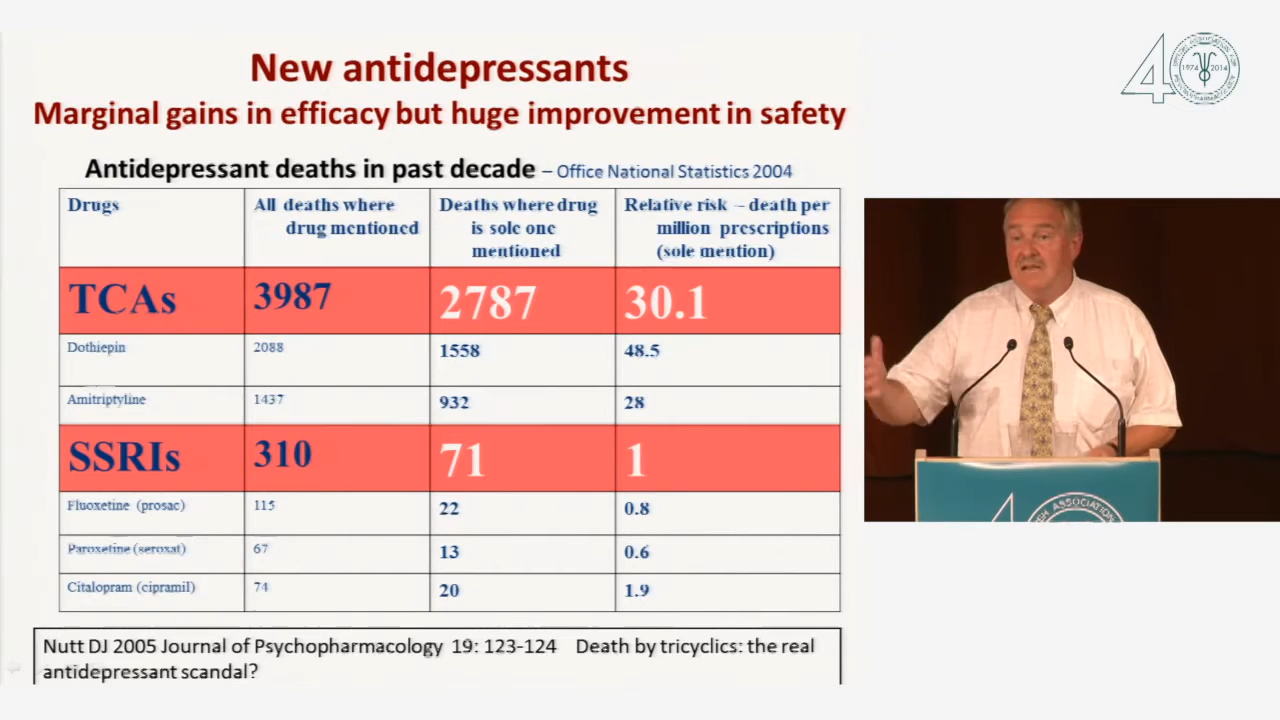 New antidepressants
Marginal gains in efficacy but huge improvement in safety
Antidepressant deaths in past decade – Office National Statistics 2004
Drugs
All deaths where
drug mentioned
Deaths where drug
is sole one
mentioned
Relative risk – death per
million prescriptions
(sole mention)
TCAs 3987 2787 30.1
Dothiepin 2088 1558 48.5
Amitriptyline 1437 932 28
SSRIs 310 71 1
Fluoxetine (prosac) 115 22 0.8
Paroxetine (seroxat) 67 13 0.6
Citalopram (cipramil) 74 20 1.9
Nutt DJ 2005 Journal of Psychopharmacology 19: 123-124 Death by tricyclics: the real
antidepressant scandal?
40
1974 2014
ASSOCIATION